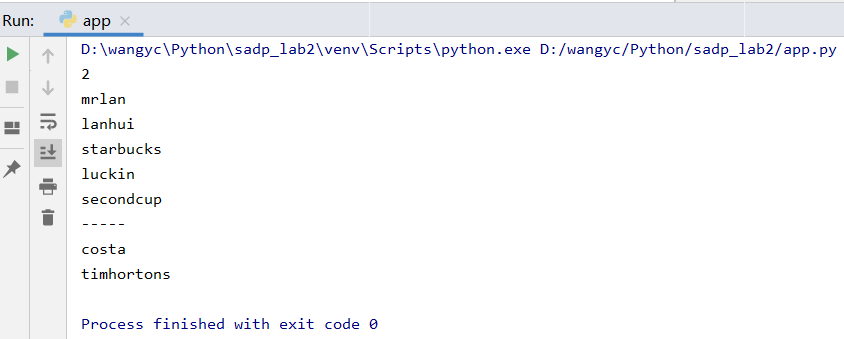 Run: app
D:\wangyc\Python\sadp_lab2\venv\Scripts\python.exe D:/wangyc/Python/sadp_lab2/app.py
2
mrlan
lanhui
starbucks
luckin
secondcup
-----
costa
timhortons
Process finished with exit code 0